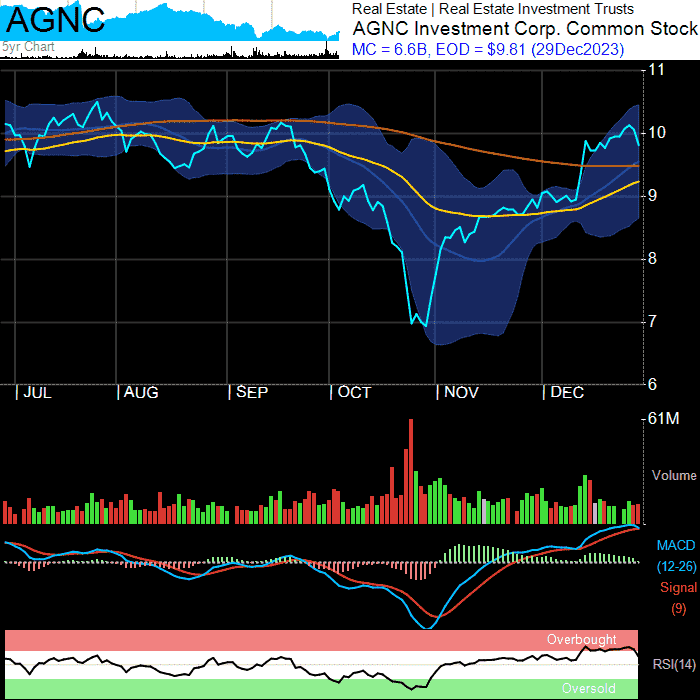 AGNC
5yr Chart
Real Estate | Real Estate Investment Trusts
AGNC Investment Corp. Common Stock
MC = 6.6B, EOD = $9.81 (29Dec2023)
11
10
9
8
7
6
| JUL | AUG | SEP | OCT | NOV | DEC
61M
Volume
MACD
(12-26)
Signal
(9)
Overbought
RSI(14)
Oversold